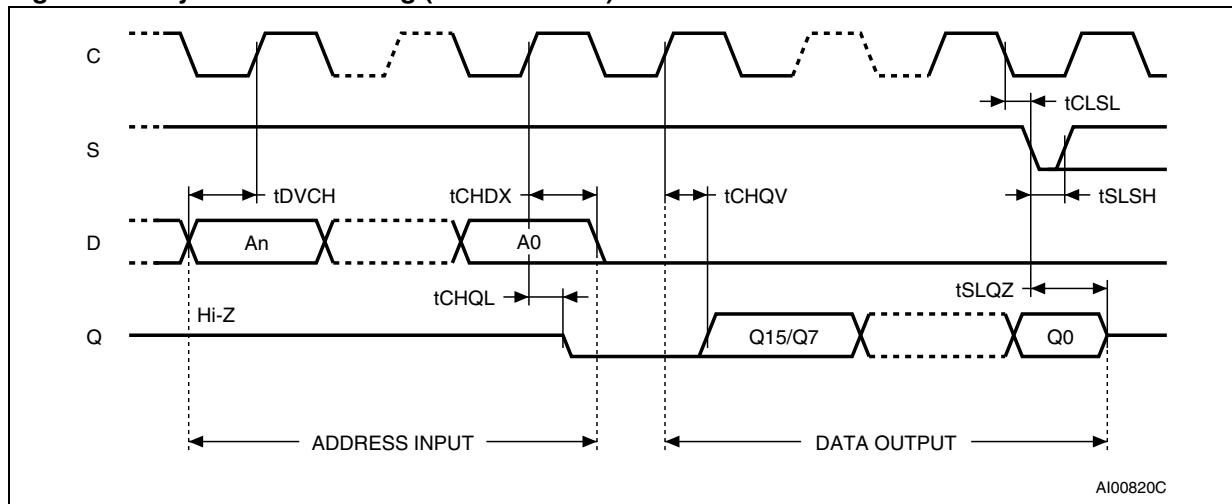 C
tCLSL
S
tDVCH
tCHDX
tCHQV
tSLSH
D
An
A0
tCHQL
tSLQZ
Hi-Z
Q
Q15/Q7
Q0
ADDRESS INPUT
DATA OUTPUT
AI00820C